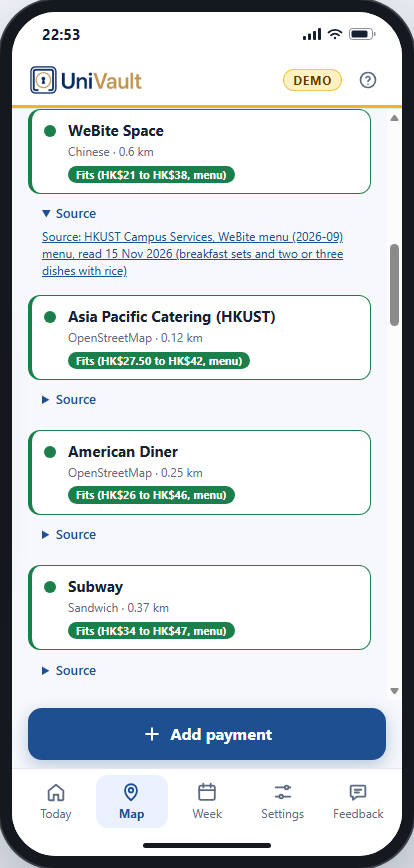 22:53
UniVault
DEMO
?
WeBite Space
Chinese · 0.6 km
Fits (HK$21 to HK$38, menu)
▼ Source
Source: HKUST Campus Services, WeBite menu (2026-09)
menu, read 15 Nov 2026 (breakfast sets and two or three
dishes with rice)
Asia Pacific Catering (HKUST)
OpenStreetMap · 0.12 km
Fits (HK$27.50 to HK$42, menu)
▶ Source
American Diner
OpenStreetMap · 0.25 km
Fits (HK$26 to HK$46, menu)
▶ Source
Subway
Sandwich · 0.37 km
Fits (HK$34 to HK$47, menu)
▶ Source
+ Add payment
Today Map Week Settings Feedback